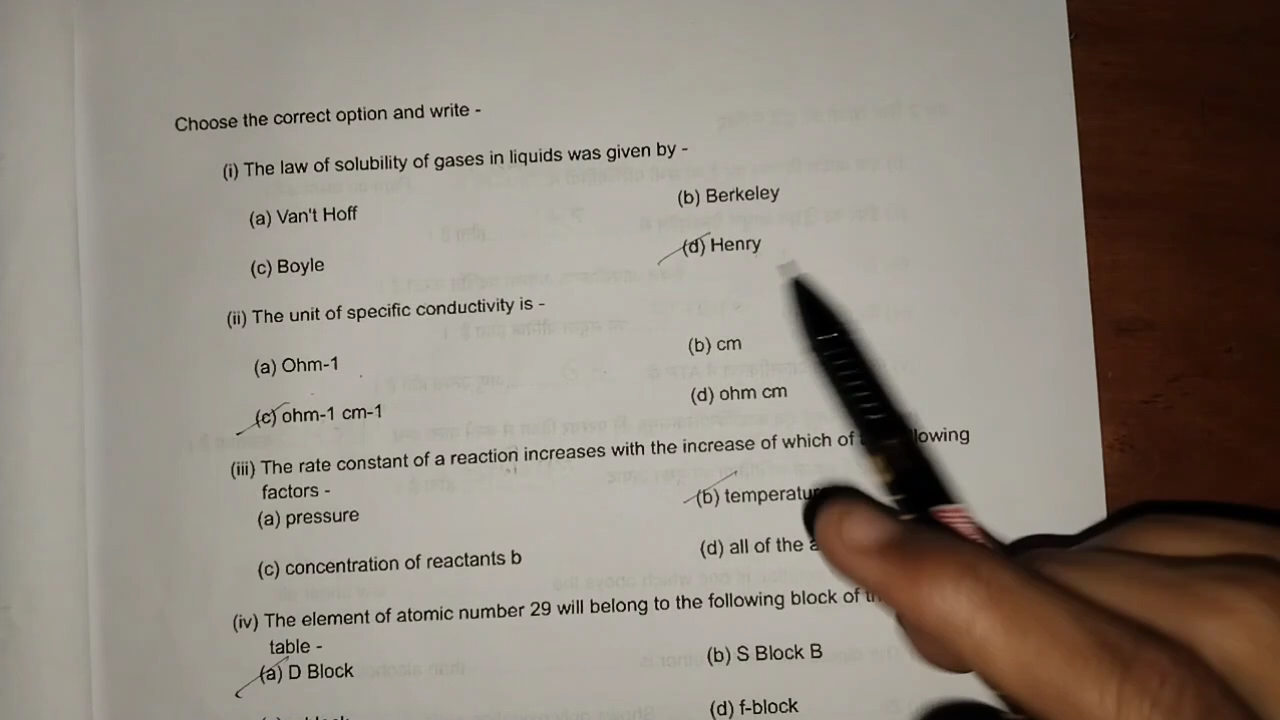 Choose the correct option and write -
(i) The law of solubility of gases in liquids was given by -
(a) Van't Hoff
(b) Berkeley
(c) Boyle
(d) Henry
(ii) The unit of specific conductivity is -
(a) Ohm-1
(b) cm
(c) ohm-1 cm-1
(d) ohm cm
(iii) The rate constant of a reaction increases with the increase of which of
factors -
(a) pressure
(b)
(c) concentration of reactants b
(d) all of the
(iv) The element of atomic number 29 will belong to the following block of
table -
(a) D Block
(b) S Block B
(d) f-block